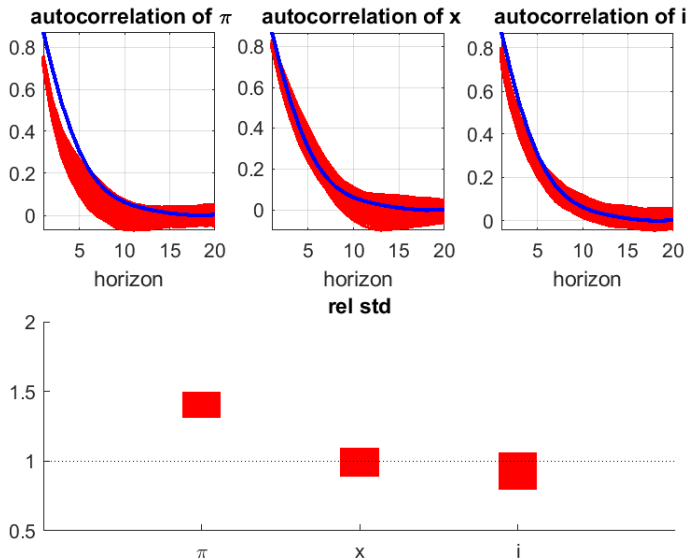 autocorrelation of π
autocorrelation of x
autocorrelation of i
0.8
0.6
0.4
0.2
0
5 10 15 20
horizon
0.8
0.6
0.4
0.2
0
5 10 15 20
horizon
0.8
0.6
0.4
0.2
0
5 10 15 20
horizon
rel std
2
1.5
1
0.5
π x i